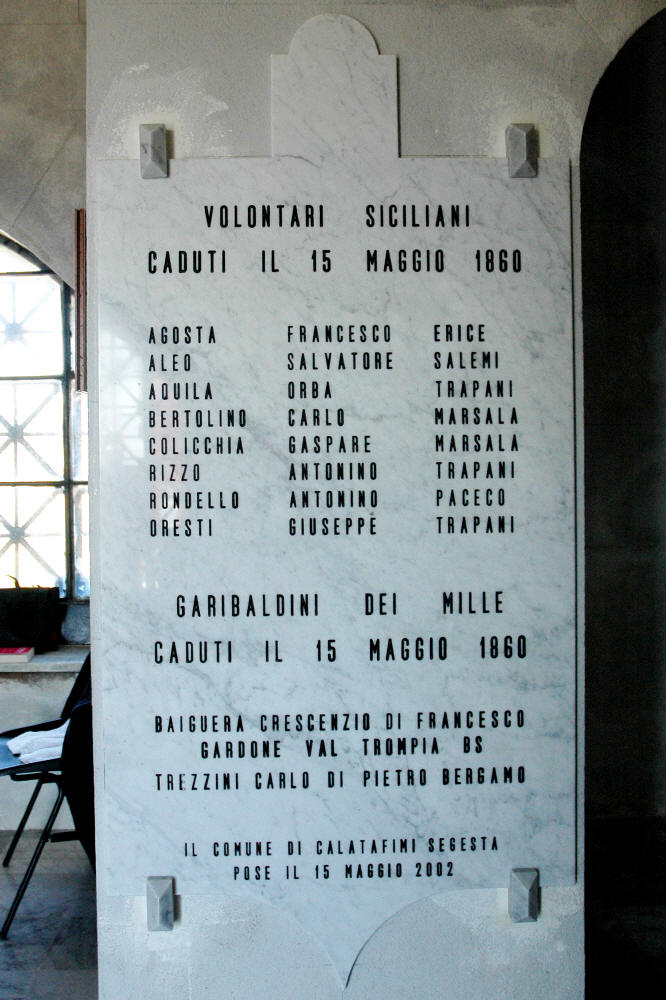 VOLONTARI SICILIANI
CADUTI IL 15 MAGGIO 1860
AGOSTA FRANCESCO ERICE
ALEO SALVATORE SALEMI
AQUILA ORBA TRAPANI
BERTOLINO CARLO MARSALA
COLICCHIA GASPARE MARSALA
RIZZO ANTONINO TRAPANI
RONDELLO ANTONINO PACECO
ORESTI GIUSEPPE TRAPANI
GARIBALDINI DEI MILLE
CADUTI IL 15 MAGGIO 1860
BAIGUERA CRESCENZIO DI FRANCESCO
GARDONE VAL TROMPIA BS
TREZZINI CARLO DI PIETRO BERGAMO
IL COMUNE DI CALATAFIMI SEGESTA
POSE IL 15 MAGGIO 2002